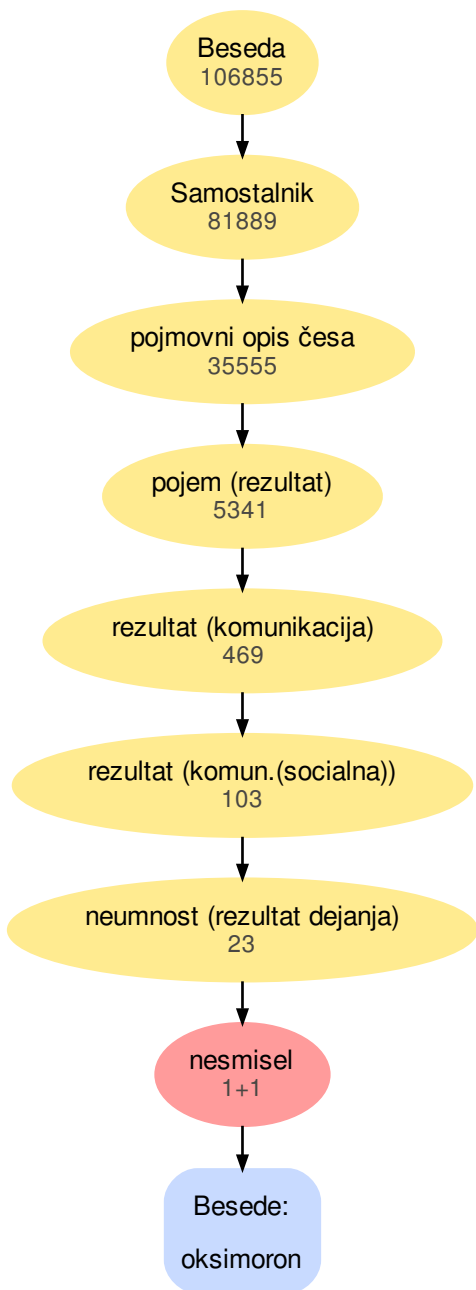 Beseda
106855
Samostalnik
81889
pojmovni opis česa
35555
pojem (rezultat)
5341
rezultat (komunikacija)
469
rezultat (komun.(socialna))
103
neumnost (rezultat dejanja)
23
nesmisel
1+1
Besede:
oksimoron